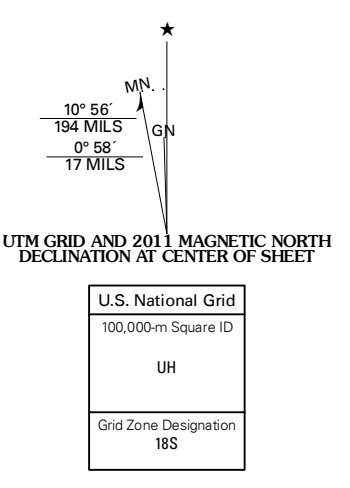 ★
MN
10° 56´
194 MILS
GN
0° 58´
17 MILS
UTM GRID AND 2011 MAGNETIC NORTH
DECLINATION AT CENTER OF SHEET
U.S. National Grid
100,000-m Square ID
UH
Grid Zone Designation
18S